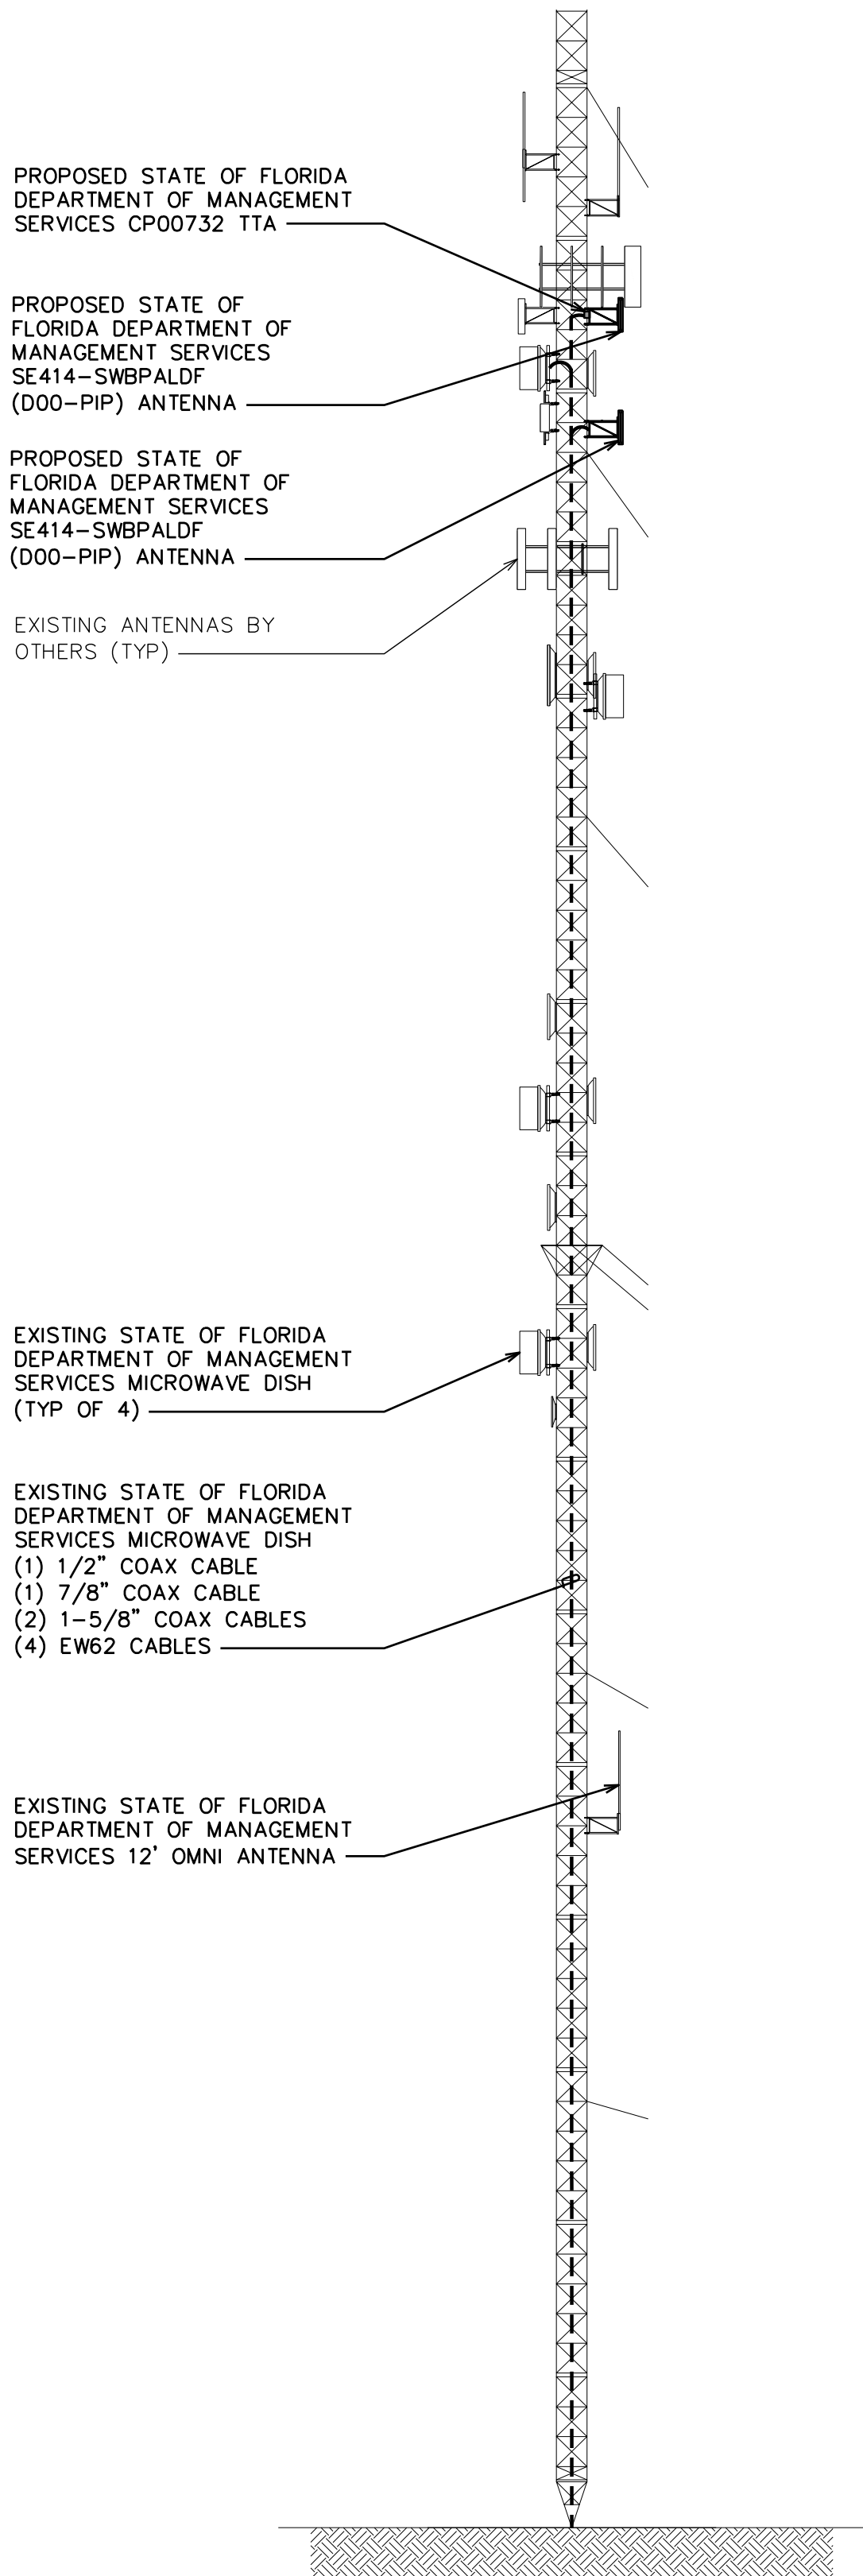 PROPOSED STATE OF FLORIDA
DEPARTMENT OF MANAGEMENT
SERVICES CP00732 TTA
PROPOSED STATE OF
FLORIDA DEPARTMENT OF
MANAGEMENT SERVICES
SE414-SWBPALDF
(D00-PIP) ANTENNA
PROPOSED STATE OF
FLORIDA DEPARTMENT OF
MANAGEMENT SERVICES
SE414-SWBPALDF
(D00-PIP) ANTENNA
EXISTING ANTENNAS BY
OTHERS (TYP)
EXISTING STATE OF FLORIDA
DEPARTMENT OF MANAGEMENT
SERVICES MICROWAVE DISH
(TYP OF 4)
EXISTING STATE OF FLORIDA
DEPARTMENT OF MANAGEMENT
SERVICES MICROWAVE DISH
(1) 1/2" COAX CABLE
(1) 7/8" COAX CABLE
(2) 1-5/8" COAX CABLES
(4) EW62 CABLES
EXISTING STATE OF FLORIDA
DEPARTMENT OF MANAGEMENT
SERVICES 12' OMNI ANTENNA